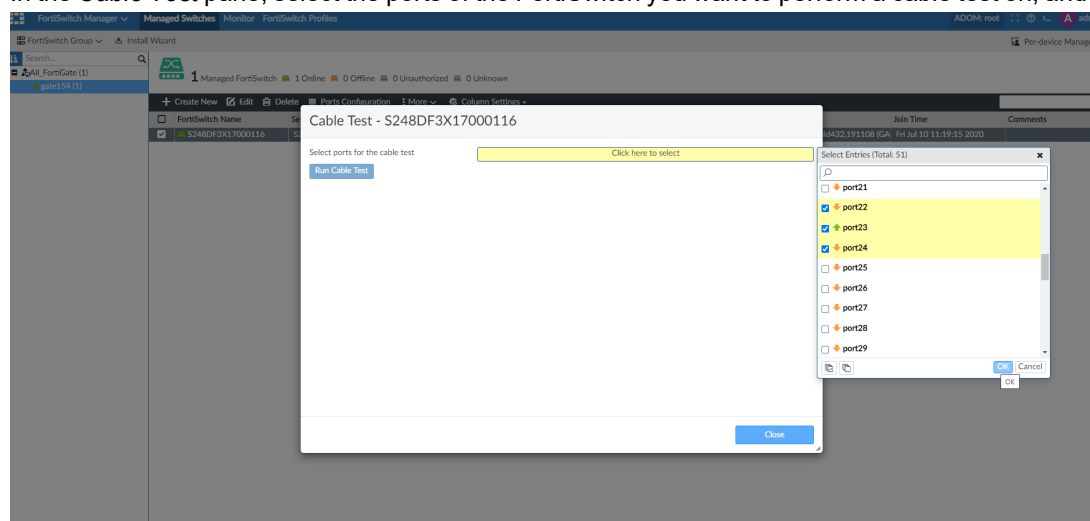 In the Cable Test pane, select the ports of the FortiSwitch you want to perform a cable test on, and
FortiSwitch Manager Managed Switches Monitor FortiSwitch Profiles ADOM: root
FortiSwitch Group Install Wizard Per-device Manage
Search...
All_FortiGate (1)
gate154 (1)
1 Managed FortiSwitch 1 Online 0 Offline 0 Unauthorized 0 Unknown
Create New Edit Delete Ports Configuration More Column Settings
FortiSwitch Name Se Join Time Comments
S248DF3X17000116 ld432,191108 (GA Fri Jul 10 11:19:15 2020
Cable Test - S248DF3X17000116
Select ports for the cable test Click here to select
Run Cable Test
Close
Select Entries (Total: 51)
port21
port22
port23
port24
port25
port26
port27
port28
port29
OK Cancel
OK